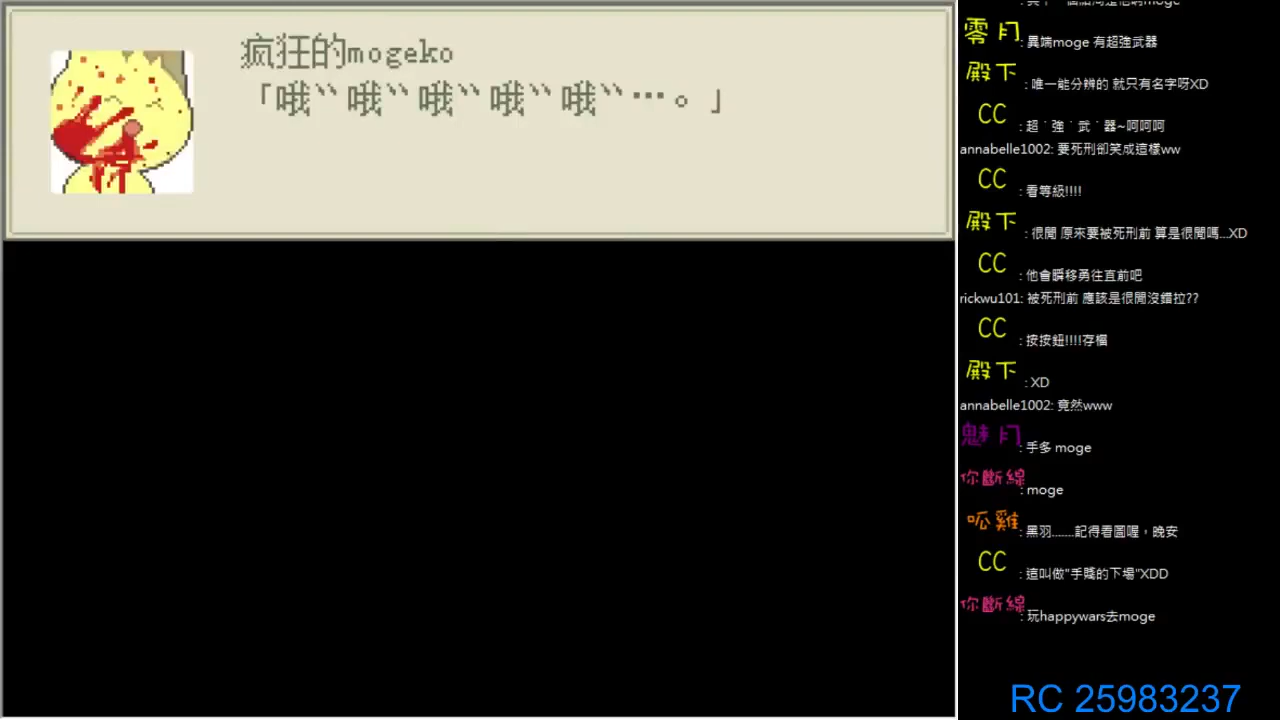 疯狂的mogeko
「哦〝哦〝哦〝哦〝哦〝…。」
零月
: 異端moge 有超強武器
殿下
: 唯一能分辨的 就只有名字呀XD
CC
: 超˙強˙武˙器~呵呵呵
annabelle1002: 要死刑卻笑成這樣ww
CC
: 看等級!!!!
殿下
: 很閒 原來要被死刑前 算是很閒嗎...XD
CC
: 他會瞬移勇往直前吧
rickwu101: 被死刑前 應該是很閒沒錯拉??
CC
: 按按鈕!!!!存檔
殿下
: XD
annabelle1002: 竟然www
魅月
: 手多 moge
你斷線
: moge
呱雞
: 黑羽.......記得看圖喔，晚安
CC
: 這叫做"手賤的下場"XDD
你斷線
: 玩happywars去moge
RC 25983237